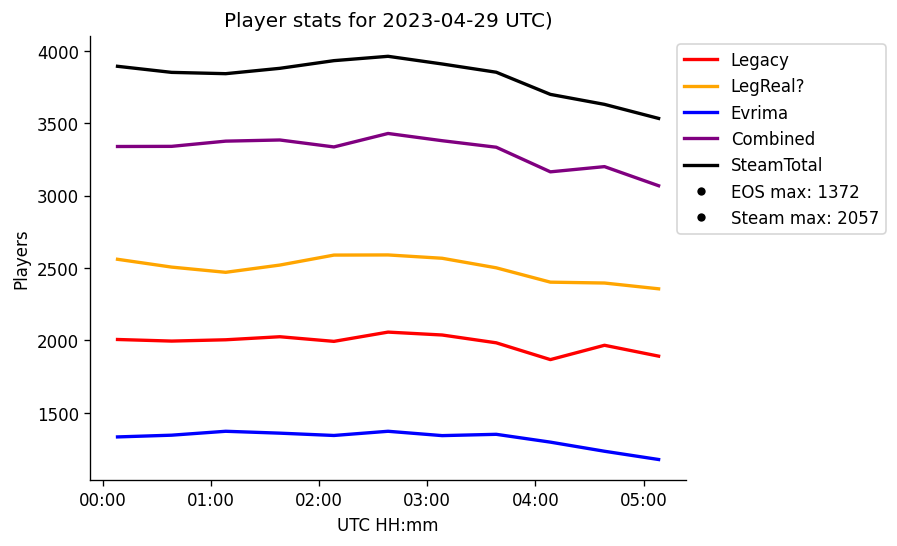 Player stats for 2023-04-29 UTC)
4000
3500
3000
2500
2000
1500
Players
00:00 01:00 02:00 03:00 04:00 05:00
UTC HH:mm
Legacy
LegReal?
Evrima
Combined
SteamTotal
EOS max: 1372
Steam max: 2057